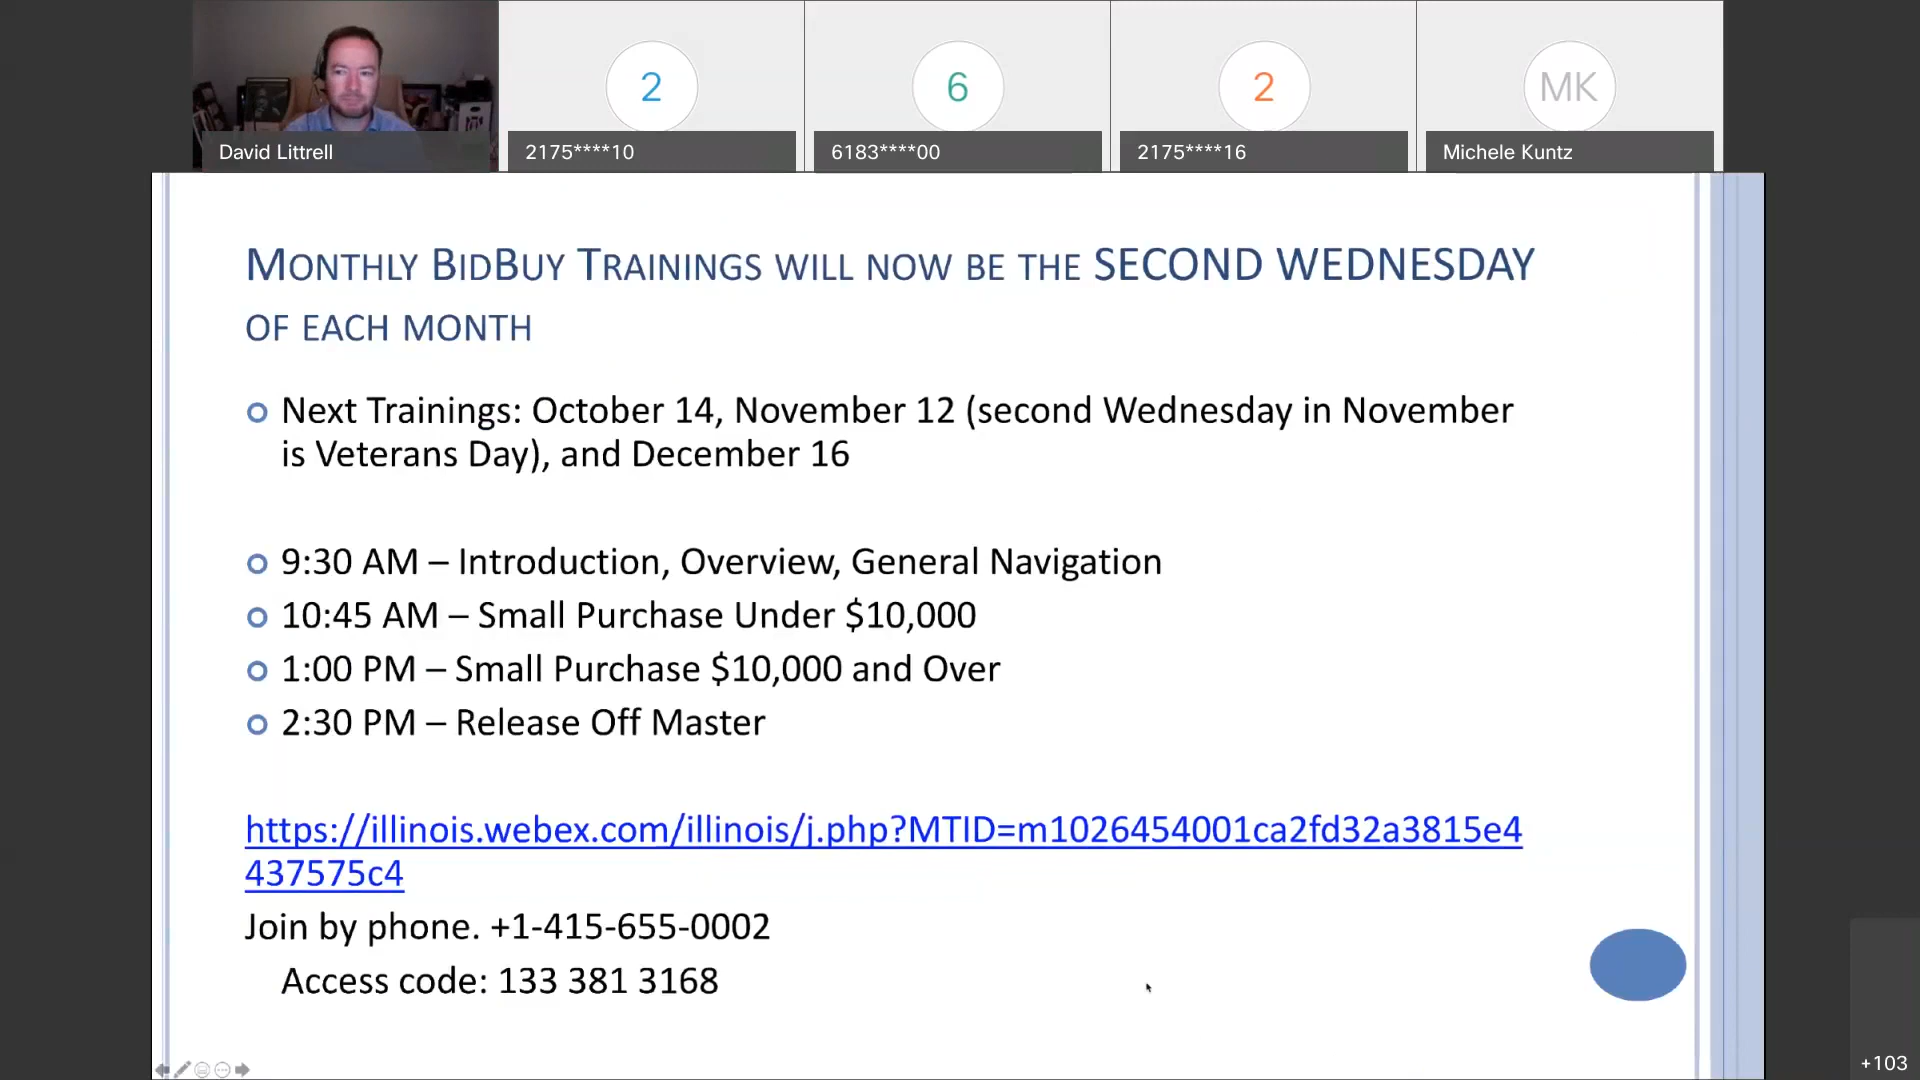 2
6
2
MK
David Littrell
2175****10
6183****00
2175****16
Michele Kuntz
MONTHLY BIDBUY TRAININGS WILL NOW BE THE SECOND WEDNESDAY
OF EACH MONTH
Next Trainings: October 14, November 12 (second Wednesday in November
is Veterans Day), and December 16
9:30 AM – Introduction, Overview, General Navigation
10:45 AM – Small Purchase Under $10,000
1:00 PM – Small Purchase $10,000 and Over
2:30 PM – Release Off Master
https://illinois.webex.com/illinois/j.php?MTID=m1026454001ca2fd32a3815e4
437575c4
Join by phone. +1-415-655-0002
Access code: 133 381 3168
+103